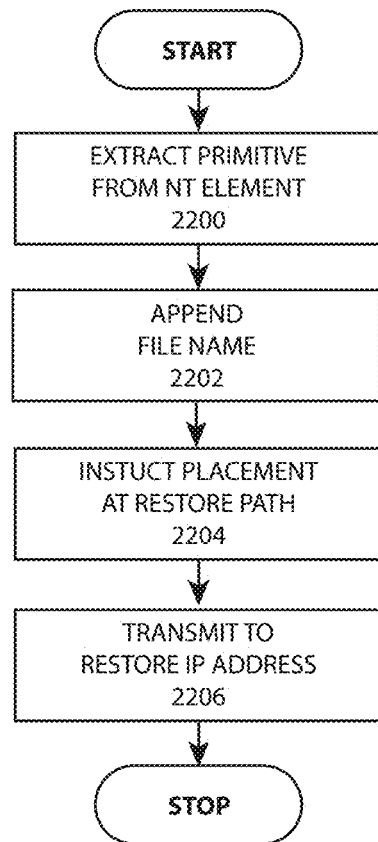 START
EXTRACT PRIMITIVE
FROM NT ELEMENT
2200
APPEND
FILE NAME
2202
INSTUCT PLACEMENT
AT RESTORE PATH
2204
TRANSMIT TO
RESTORE IP ADDRESS
2206
STOP